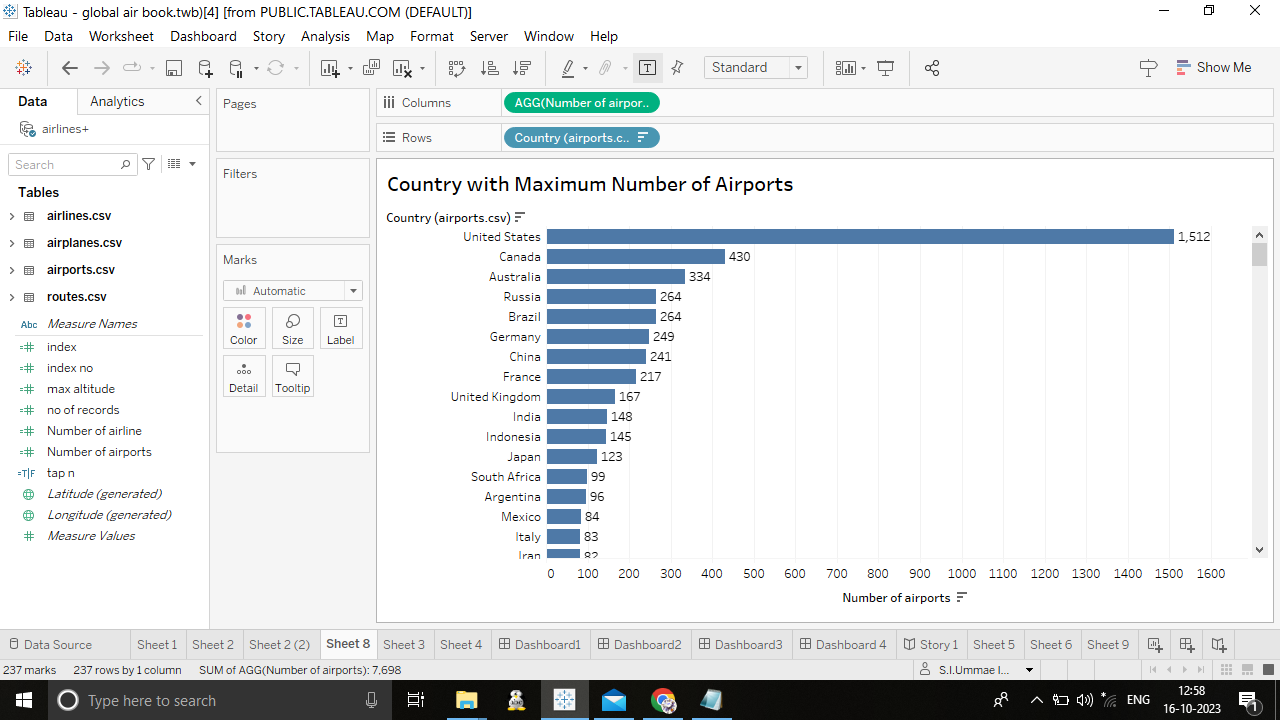 Tableau - global air book.twb)[4] [from PUBLIC.TABLEAU.COM (DEFAULT)]
File Data Worksheet Dashboard Story Analysis Map Format Server Window Help
Standard
Show Me
Data Analytics
airlines+
Search
Tables
airlines.csv
airplanes.csv
airports.csv
routes.csv
Abc Measure Names
index
index no
max altitude
no of records
Number of airline
Number of airports
T|F tap n
Latitude (generated)
Longitude (generated)
Measure Values
Pages
Filters
Marks
Automatic
Color Size Label
Detail Tooltip
Columns AGG(Number of airpor..
Rows Country (airports.c..
Country with Maximum Number of Airports
Country (airports.csv)
United States 1,512
Canada 430
Australia 334
Russia 264
Brazil 264
Germany 249
China 241
France 217
United Kingdom 167
India 148
Indonesia 145
Japan 123
South Africa 99
Argentina 96
Mexico 84
Italy 83
Iran 82
0 100 200 300 400 500 600 700 800 900 1000 1100 1200 1300 1400 1500 1600
Number of airports
Data Source Sheet 1 Sheet 2 Sheet 2 (2) Sheet 8 Sheet 3 Sheet 4 Dashboard1 Dashboard2 Dashboard3 Dashboard 4 Story 1 Sheet 5 Sheet 6 Sheet 9
237 marks 237 rows by 1 column SUM of AGG(Number of airports): 7,698 S.I.Ummae I...
Type here to search
ENG
12:58
16-10-2023
1